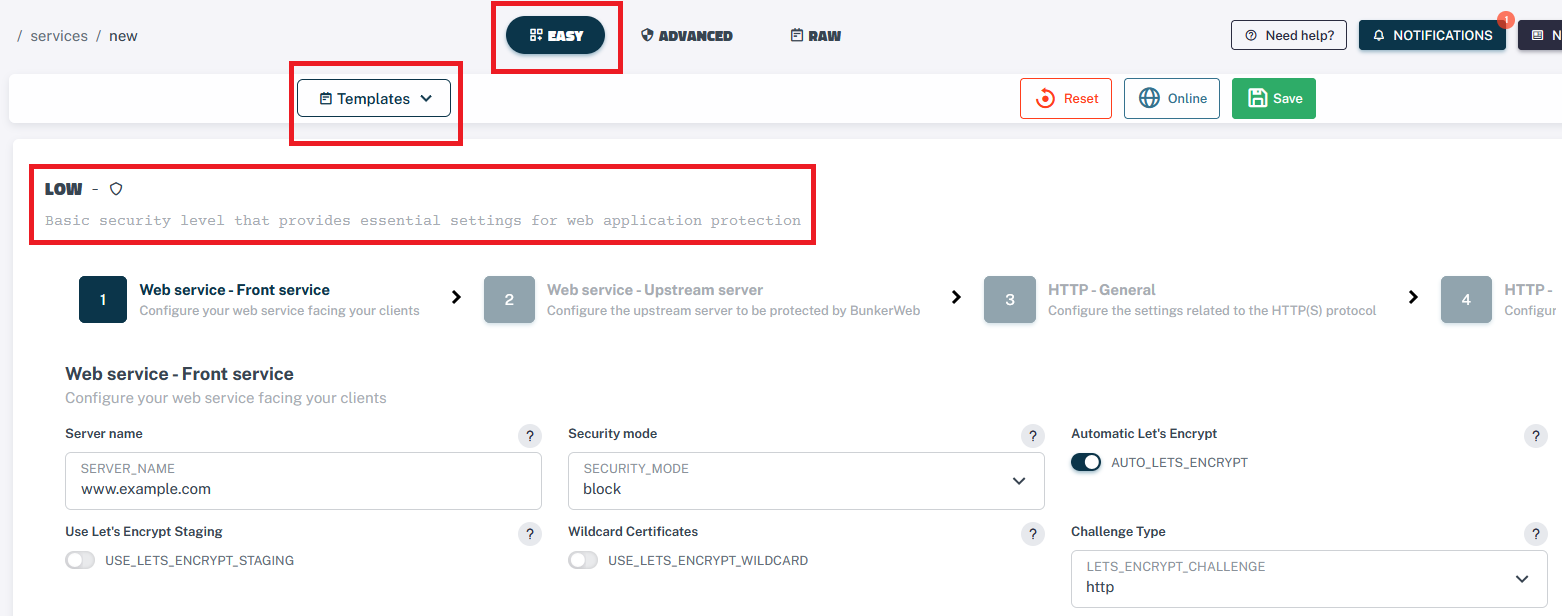 / services / new
EASY
ADVANCED
RAW
Need help?
NOTIFICATIONS
1
N
Templates
Reset
Online
Save
LOW -
Basic security level that provides essential settings for web application protection
1
Web service - Front service
Configure your web service facing your clients
2
Web service - Upstream server
Configure the upstream server to be protected by BunkerWeb
3
HTTP - General
Configure the settings related to the HTTP(S) protocol
4
HTTP -
Configur
Web service - Front service
Configure your web service facing your clients
Server name
?
Security mode
?
Automatic Let's Encrypt
?
SERVER_NAME
www.example.com
SECURITY_MODE
block
AUTO_LETS_ENCRYPT
Use Let's Encrypt Staging
?
Wildcard Certificates
?
Challenge Type
?
USE_LETS_ENCRYPT_STAGING
USE_LETS_ENCRYPT_WILDCARD
LETS_ENCRYPT_CHALLENGE
http